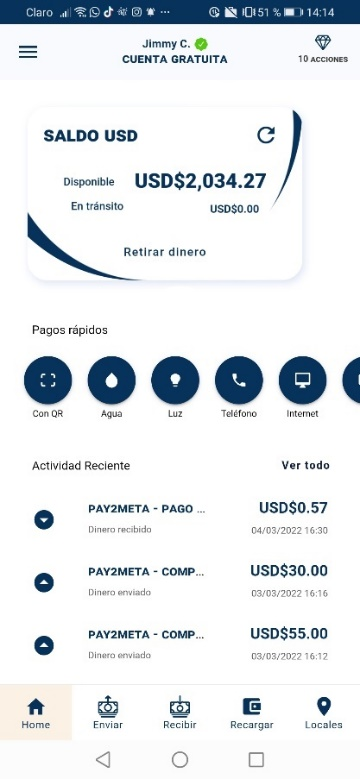 Claro 51 % 14:14
Jimmy C.
CUENTA GRATUITA
10 ACCIONES
SALDO USD
Disponible USD$2,034.27
En tránsito USD$0.00
Retirar dinero
Pagos rápidos
Con QR Agua Luz Teléfono Internet
Actividad Reciente Ver todo
PAY2META - PAGO ... USD$0.57
Dinero recibido 04/03/2022 16:30
PAY2META - COMP... USD$30.00
Dinero enviado 03/03/2022 16:16
PAY2META - COMP... USD$55.00
Dinero enviado 03/03/2022 16:12
Home Enviar Recibir Recargar Locales